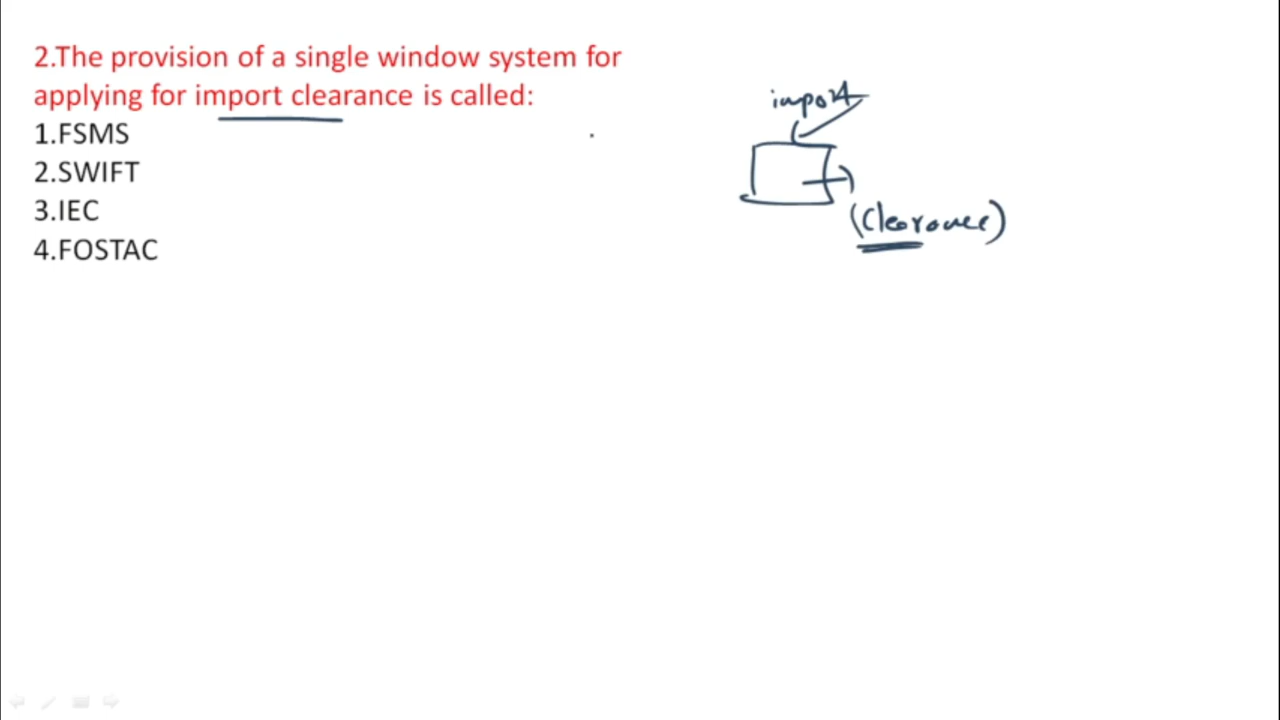 2.The provision of a single window system for
applying for import clearance is called:
1.FSMS
2.SWIFT
3.IEC
4.FOSTAC
import
(Clearance)